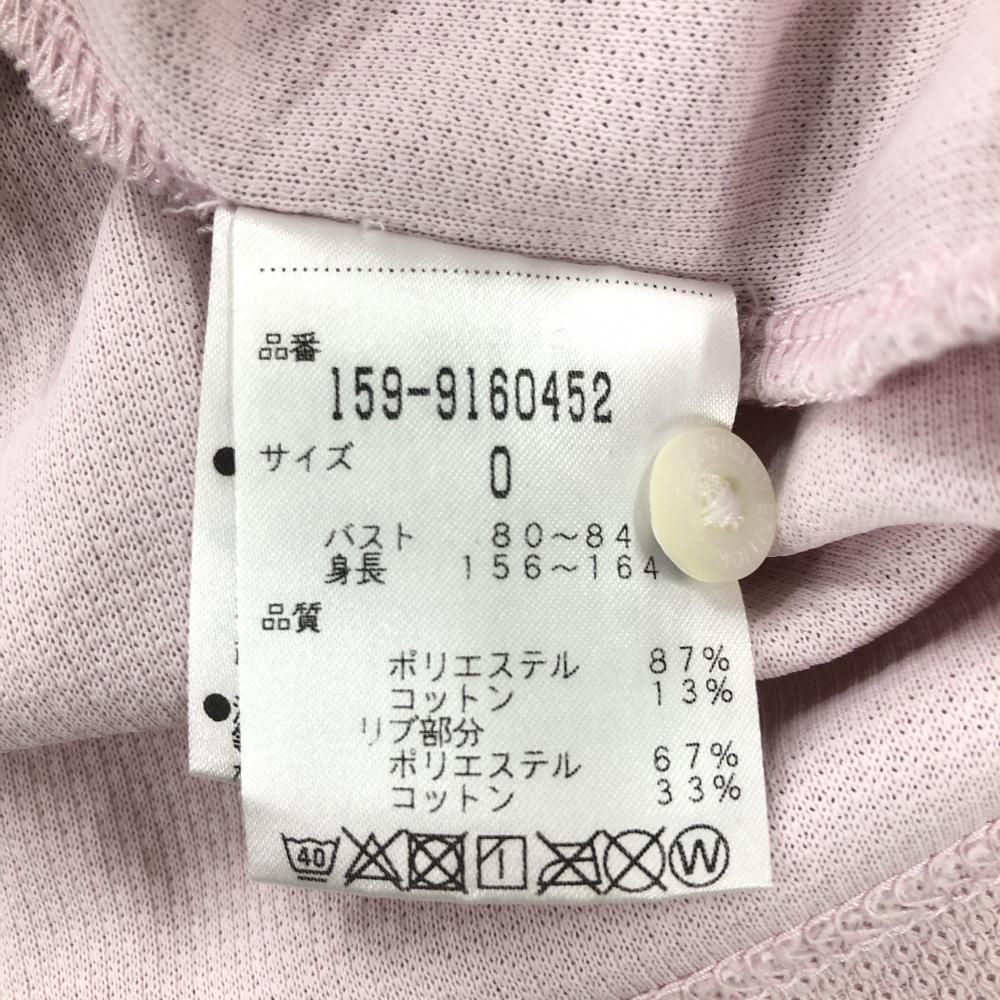 品番
159-9160452
サイズ 0
バスト 80～84
身長 156～164
品質
ポリエステル 87%
コットン 13%
リブ部分
ポリエステル 67%
コットン 33%
40 W